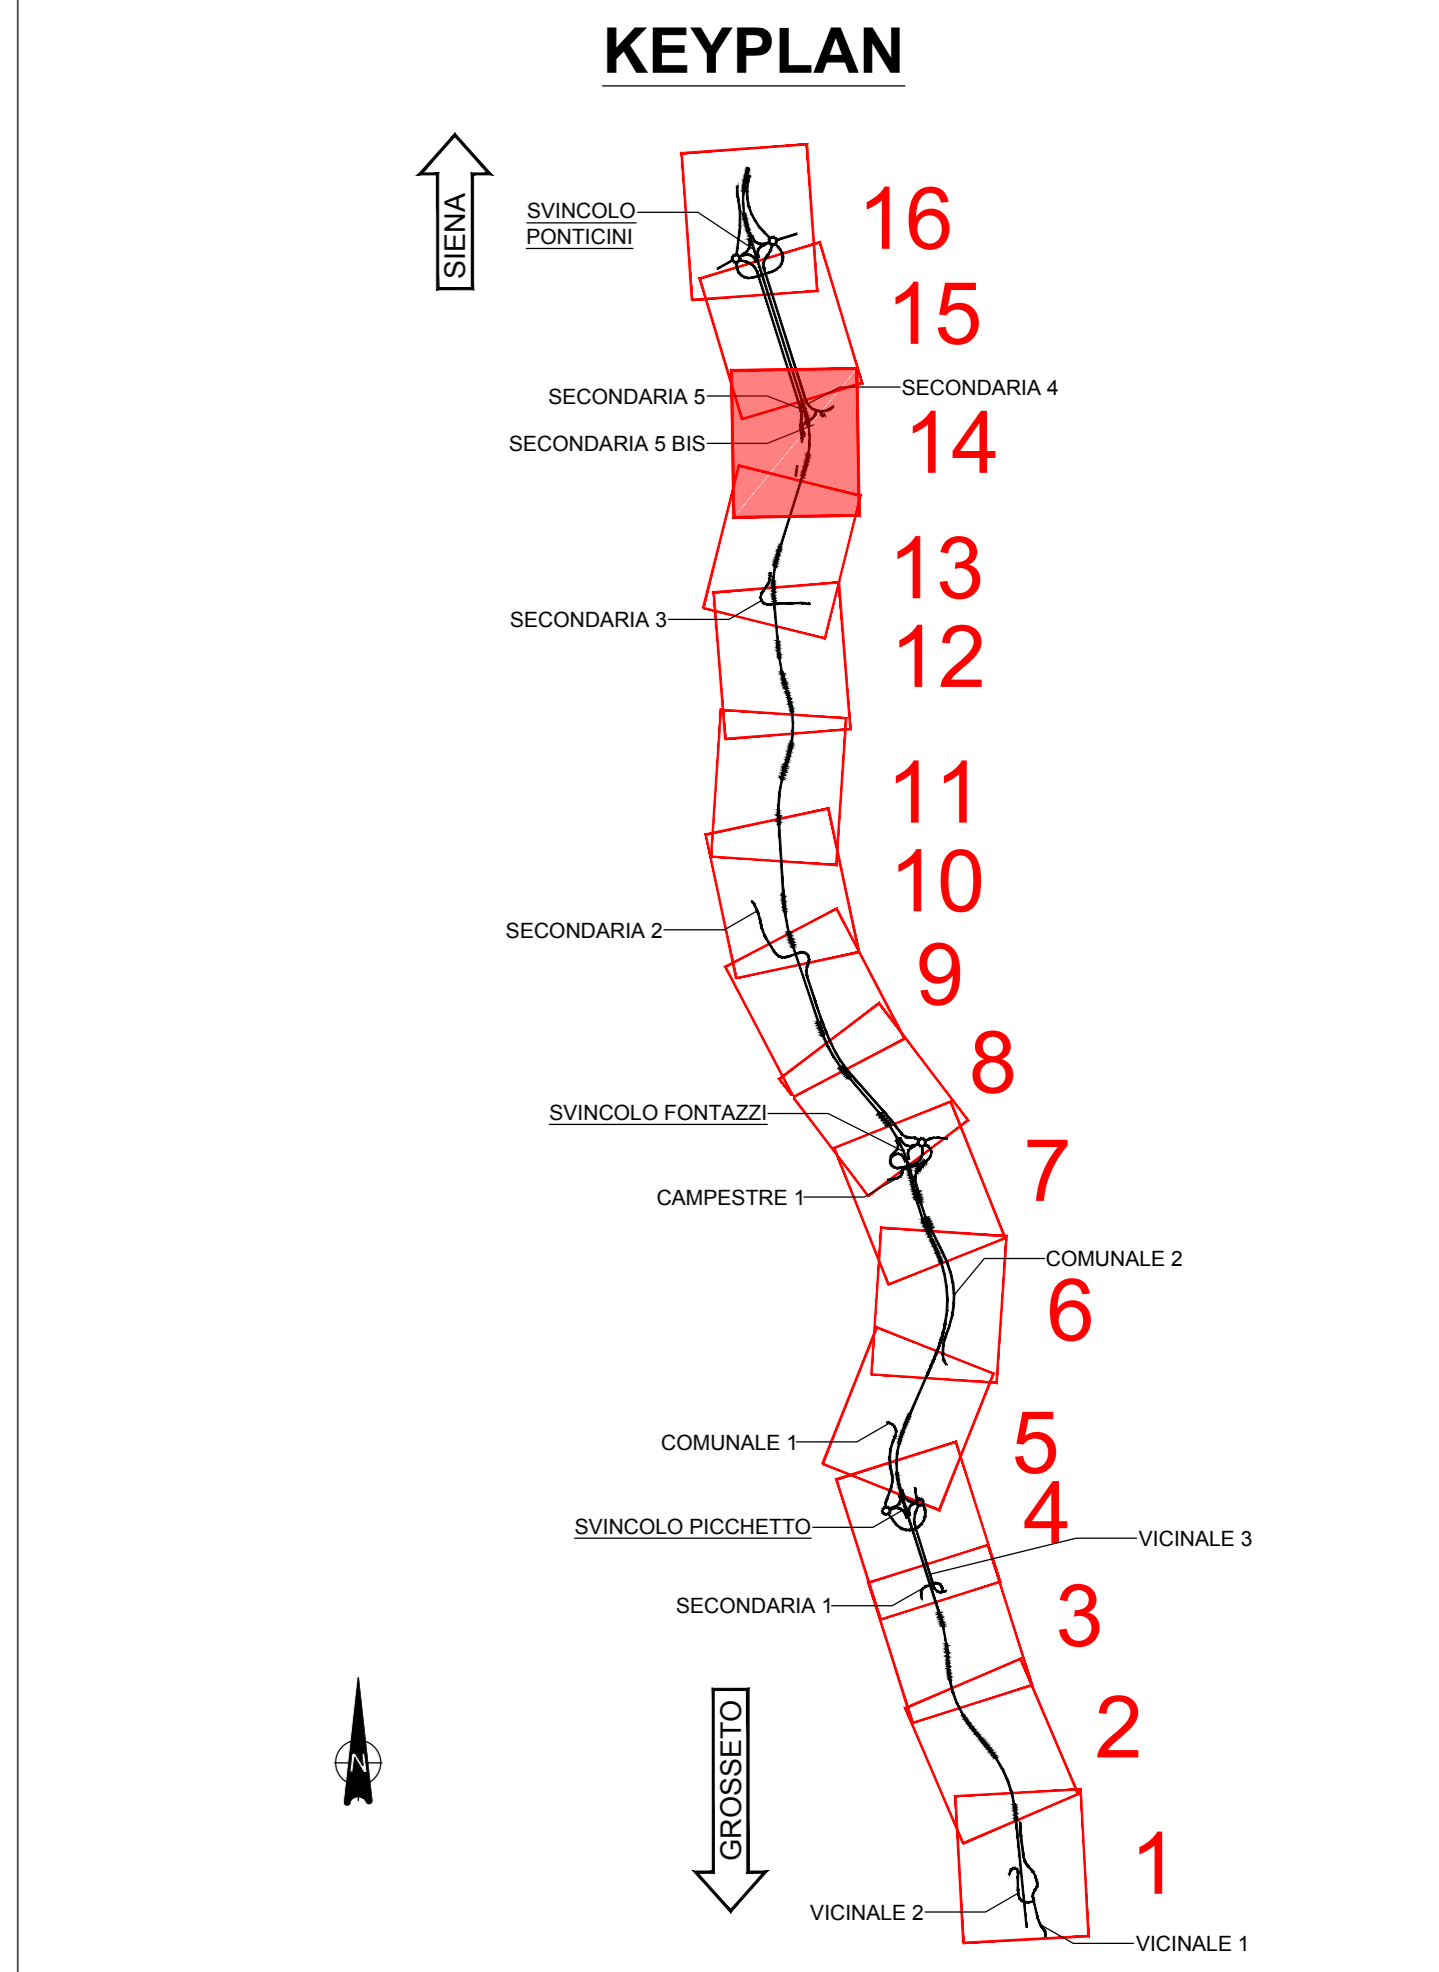 KEYPLAN
SIENA
SVINCOLO
PONTICINI
16
15
SECONDARIA 5
SECONDARIA 4
SECONDARIA 5 BIS
14
13
SECONDARIA 3
12
11
10
SECONDARIA 2
9
8
SVINCOLO FONTAZZI
7
CAMPESTRE 1
COMUNALE 2
6
COMUNALE 1
5
4
SVINCOLO PICCHETTO
VICINALE 3
SECONDARIA 1
3
2
GROSSETO
N
1
VICINALE 2
VICINALE 1